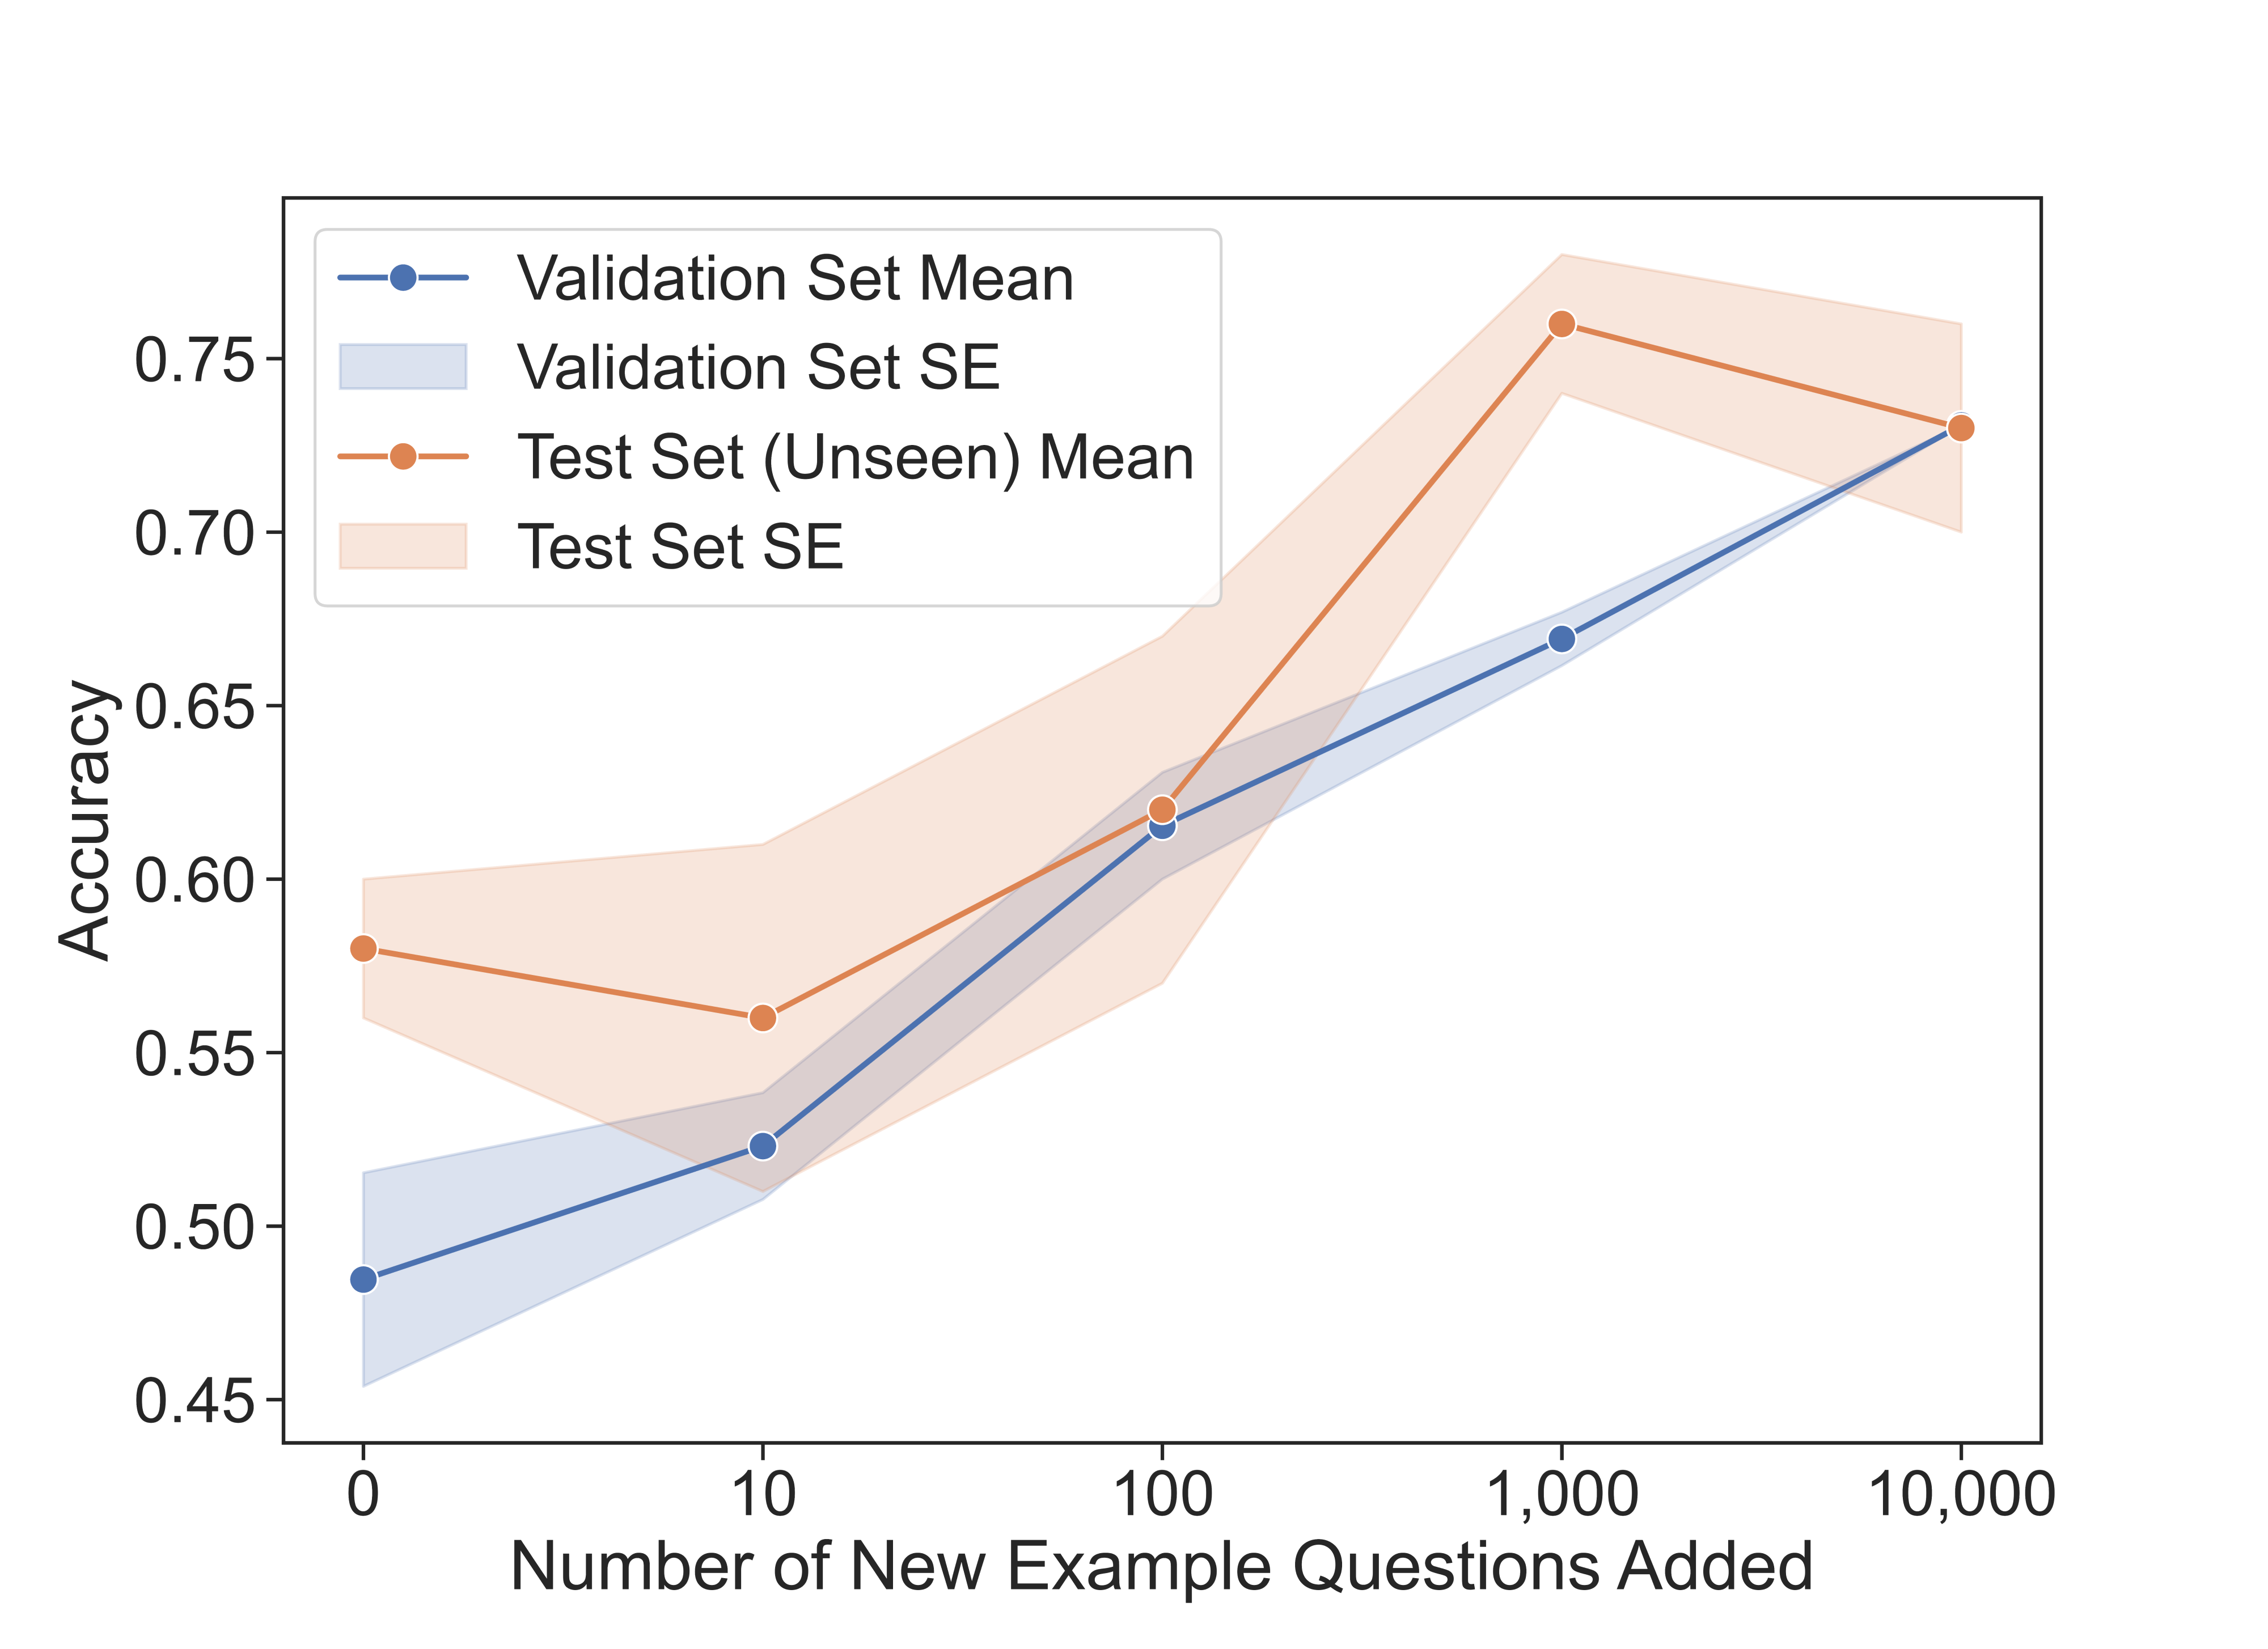 Validation Set Mean
Validation Set SE
Test Set (Unseen) Mean
Test Set SE
Accuracy
0.75
0.70
0.65
0.60
0.55
0.50
0.45
0 10 100 1,000 10,000
Number of New Example Questions Added